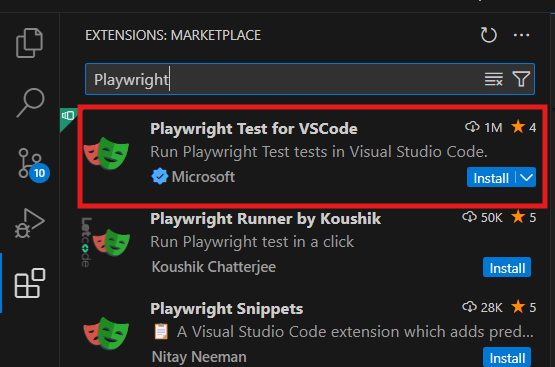 EXTENSIONS: MARKETPLACE
Playwright
Playwright Test for VSCode 1M 4
Run Playwright Test tests in Visual Studio Code.
Microsoft Install
10
Playwright Runner by Koushik 50K 5
Letcode
Run Playwright test in a click
Koushik Chatterjee Install
Playwright Snippets 28K 5
A Visual Studio Code extension which adds pred...
Nitay Neeman Install